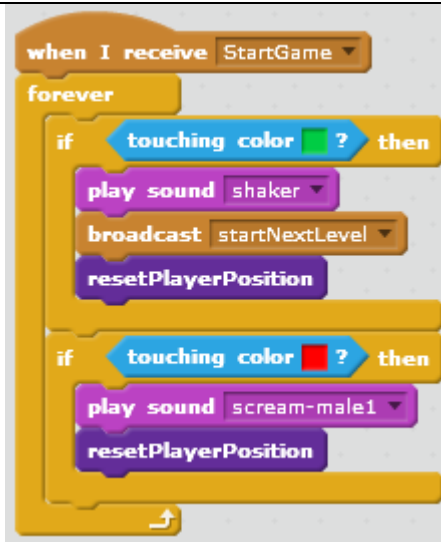 when I receive StartGame
forever
if touching color ? then
play sound shaker
broadcast startNextLevel
resetPlayerPosition
if touching color ? then
play sound scream-male1
resetPlayerPosition